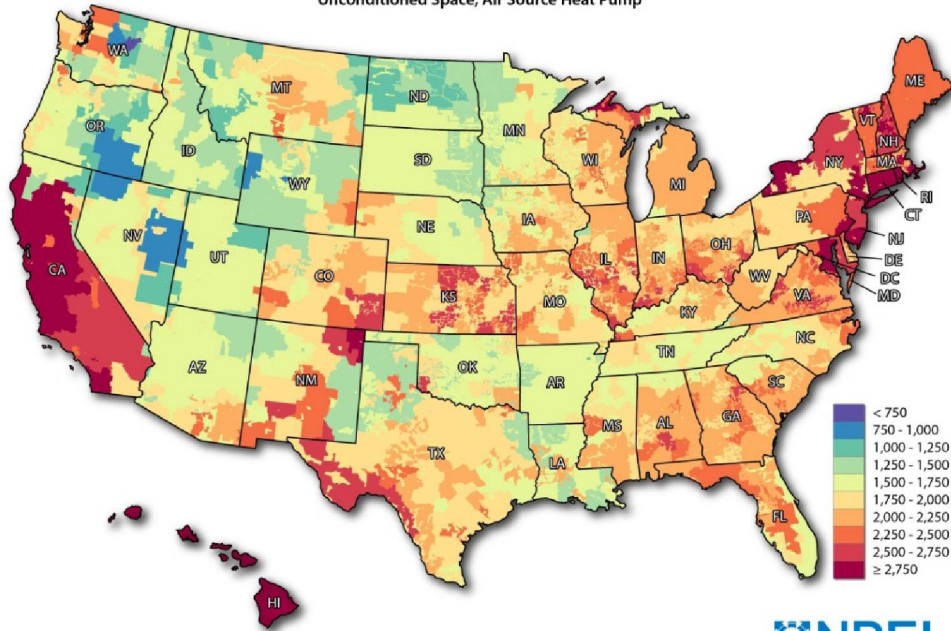 Unconditioned Space, Air Source Heat Pump
WA
MT
ND
OR
ID
WY
SD
MN
WI
MI
ME
VT
NH
NY
MA
RI
CT
NJ
DE
DC
MD
PA
NV
UT
CO
NE
IA
IL
IN
OH
WV
VA
CA
AZ
NM
KS
OK
MO
KY
TN
NC
SC
AR
MS
AL
GA
TX
LA
FL
HI
< 750
750 - 1,000
1,000 - 1,250
1,250 - 1,500
1,500 - 1,750
1,750 - 2,000
2,000 - 2,250
2,250 - 2,500
2,500 - 2,750
≥ 2,750
NREL